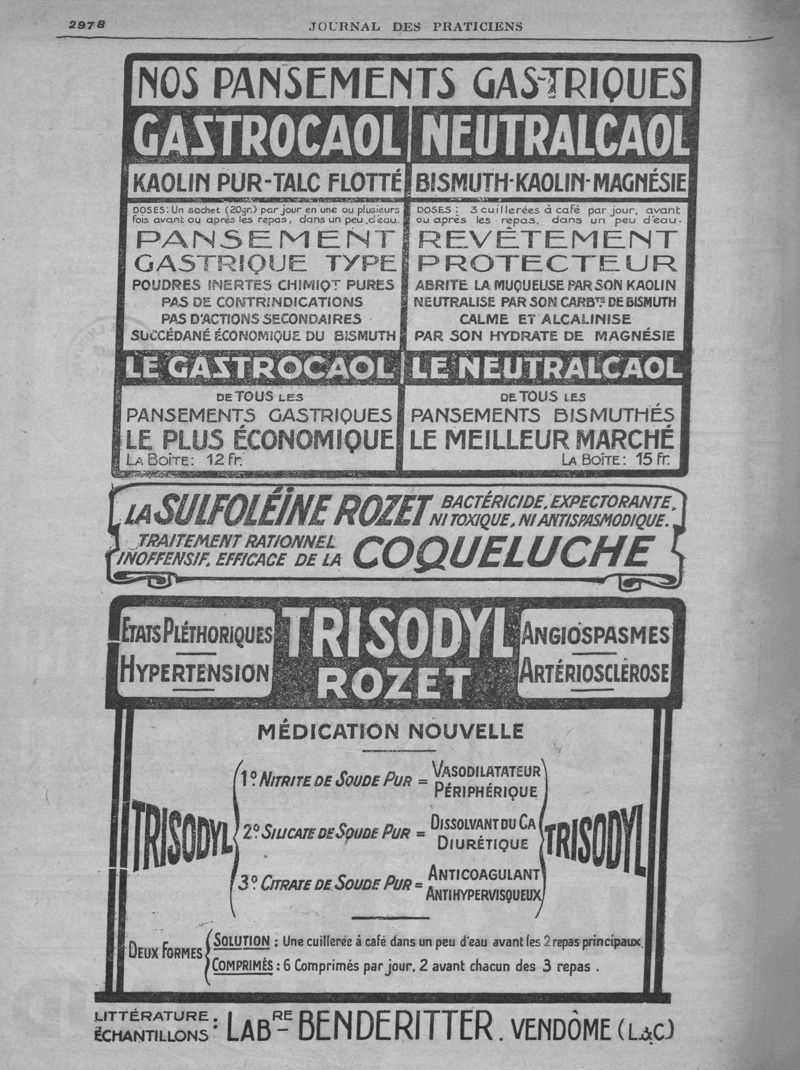 2978
JOURNAL DES PRATICIENS
NOS PANSEMENTS GASTRIQUES
GASTROCAOL
KAOLIN PUR-TALC FLOTTÉ
DOSES: Un sachet (20gr.) par jour en une ou plusieurs
fois avant ou après les repas, dans un peu d'eau.
PANSEMENT
GASTRIQUE TYPE
POUDRES INERTES CHIMIQT PURES
PAS DE CONTRINDICATIONS
PAS D'ACTIONS SECONDAIRES
SUCCÉDANÉ ÉCONOMIQUE DU BISMUTH
LE GASTROCAOL
DE TOUS LES
PANSEMENTS GASTRIQUES
LE PLUS ÉCONOMIQUE
LA BOÎTE: 12 Fr.
NEUTRALCAOL
BISMUTH-KAOLIN-MAGNÉSIE
DOSES: 3 cuillerées à café par jour, avant
ou après les repas, dans un peu d'eau.
REVÊTEMENT
PROTECTEUR
ABRITE LA MUQUEUSE PAR SON KAOLIN
NEUTRALISE PAR SON CARBTE DE BISMUTH
CALME ET ALCALINISE
PAR SON HYDRATE DE MAGNÉSIE
LE NEUTRALCAOL
DE TOUS LES
PANSEMENTS BISMUTHÉS
LE MEILLEUR MARCHÉ
LA BOÎTE: 15 Fr.
LA SULFOLÉINE ROZET BACTÉRICIDE, EXPECTORANTE,
NI TOXIQUE, NI ANTISPASMODIQUE.
TRAITEMENT RATIONNEL
INOFFENSIF, EFFICACE DE LA COQUELUCHE
ETATS PLÉTHORIQUES
HYPERTENSION
TRISODYL
ROZET
ANGIOSPASMES
ARTÉRIOSCLÉROSE
MÉDICATION NOUVELLE
TRISODYL
1º. NITRITE DE SOUDE PUR = VASODILATATEUR
PÉRIPHÉRIQUE
2º. SILICATE DE SOUDE PUR = DISSOLVANT DU CA
DIURÉTIQUE
3º. CITRATE DE SOUDE PUR = ANTICOAGULANT
ANTIHYPERVISQUEUX
TRISODYL
DEUX FORMES
SOLUTION : Une cuillerée à café dans un peu d'eau avant les 2 repas principaux.
COMPRIMÉS : 6 Comprimés par jour, 2 avant chacun des 3 repas.
LITTÉRATURE :
ÉCHANTILLONS : LABRE BENDERITTER. VENDÔME (L.&C.)